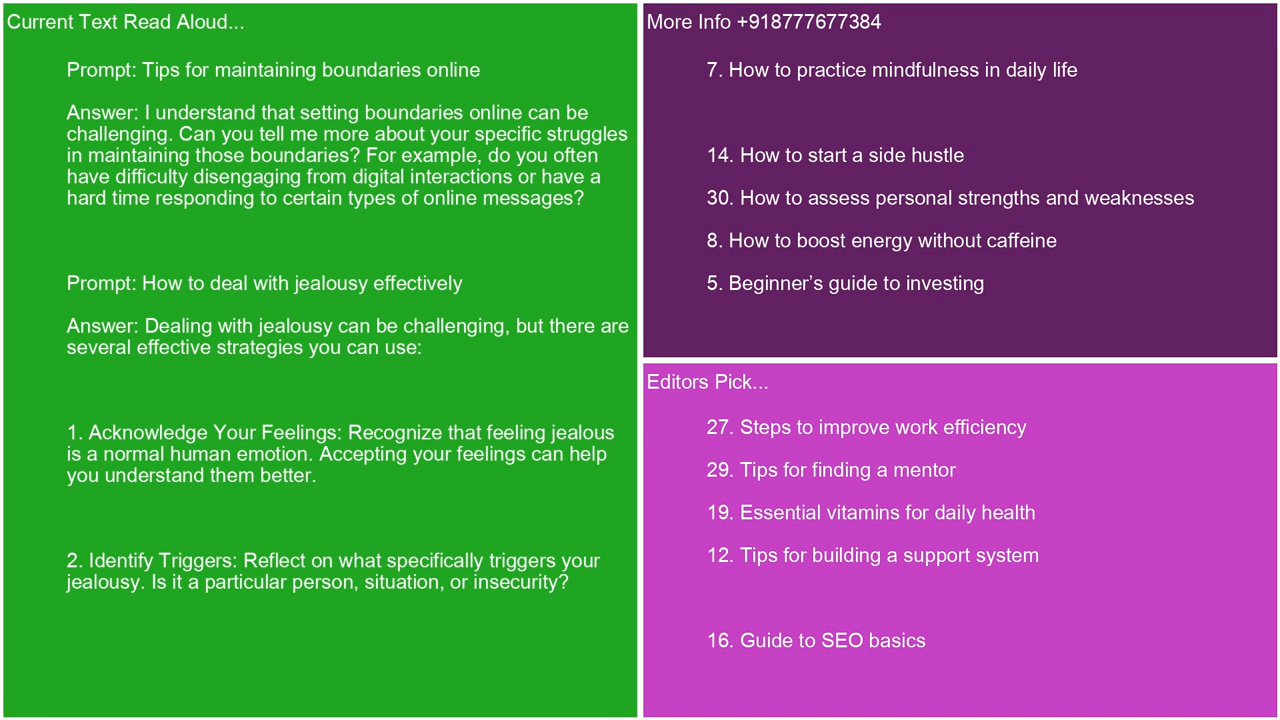 Current Text Read Aloud...
Prompt: Tips for maintaining boundaries online
Answer: I understand that setting boundaries online can be
challenging. Can you tell me more about your specific struggles
in maintaining those boundaries? For example, do you often
have difficulty disengaging from digital interactions or have a
hard time responding to certain types of online messages?
Prompt: How to deal with jealousy effectively
Answer: Dealing with jealousy can be challenging, but there are
several effective strategies you can use:
1. Acknowledge Your Feelings: Recognize that feeling jealous
is a normal human emotion. Accepting your feelings can help
you understand them better.
2. Identify Triggers: Reflect on what specifically triggers your
jealousy. Is it a particular person, situation, or insecurity?
More Info +918777677384
7. How to practice mindfulness in daily life
14. How to start a side hustle
30. How to assess personal strengths and weaknesses
8. How to boost energy without caffeine
5. Beginner’s guide to investing
Editors Pick...
27. Steps to improve work efficiency
29. Tips for finding a mentor
19. Essential vitamins for daily health
12. Tips for building a support system
16. Guide to SEO basics